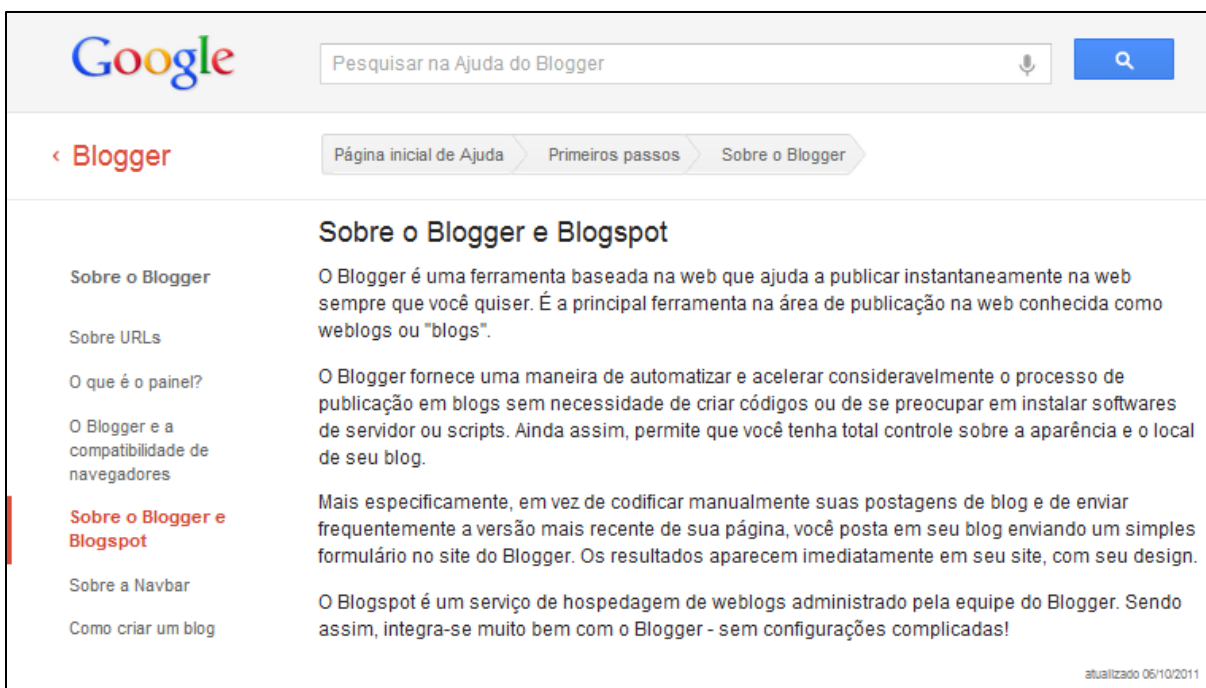 Google
Pesquisar na Ajuda do Blogger
‹ Blogger
Página inicial de Ajuda
Primeiros passos
Sobre o Blogger
Sobre o Blogger
Sobre URLs
O que é o painel?
O Blogger e a
compatibilidade de
navegadores
Sobre o Blogger e
Blogspot
Sobre a Navbar
Como criar um blog
Sobre o Blogger e Blogspot
O Blogger é uma ferramenta baseada na web que ajuda a publicar instantaneamente na web
sempre que você quiser. É a principal ferramenta na área de publicação na web conhecida como
weblogs ou "blogs".
O Blogger fornece uma maneira de automatizar e acelerar consideravelmente o processo de
publicação em blogs sem necessidade de criar códigos ou de se preocupar em instalar softwares
de servidor ou scripts. Ainda assim, permite que você tenha total controle sobre a aparência e o local
de seu blog.
Mais especificamente, em vez de codificar manualmente suas postagens de blog e de enviar
frequentemente a versão mais recente de sua página, você posta em seu blog enviando um simples
formulário no site do Blogger. Os resultados aparecem imediatamente em seu site, com seu design.
O Blogspot é um serviço de hospedagem de weblogs administrado pela equipe do Blogger. Sendo
assim, integra-se muito bem com o Blogger - sem configurações complicadas!
atualizado 06/10/2011